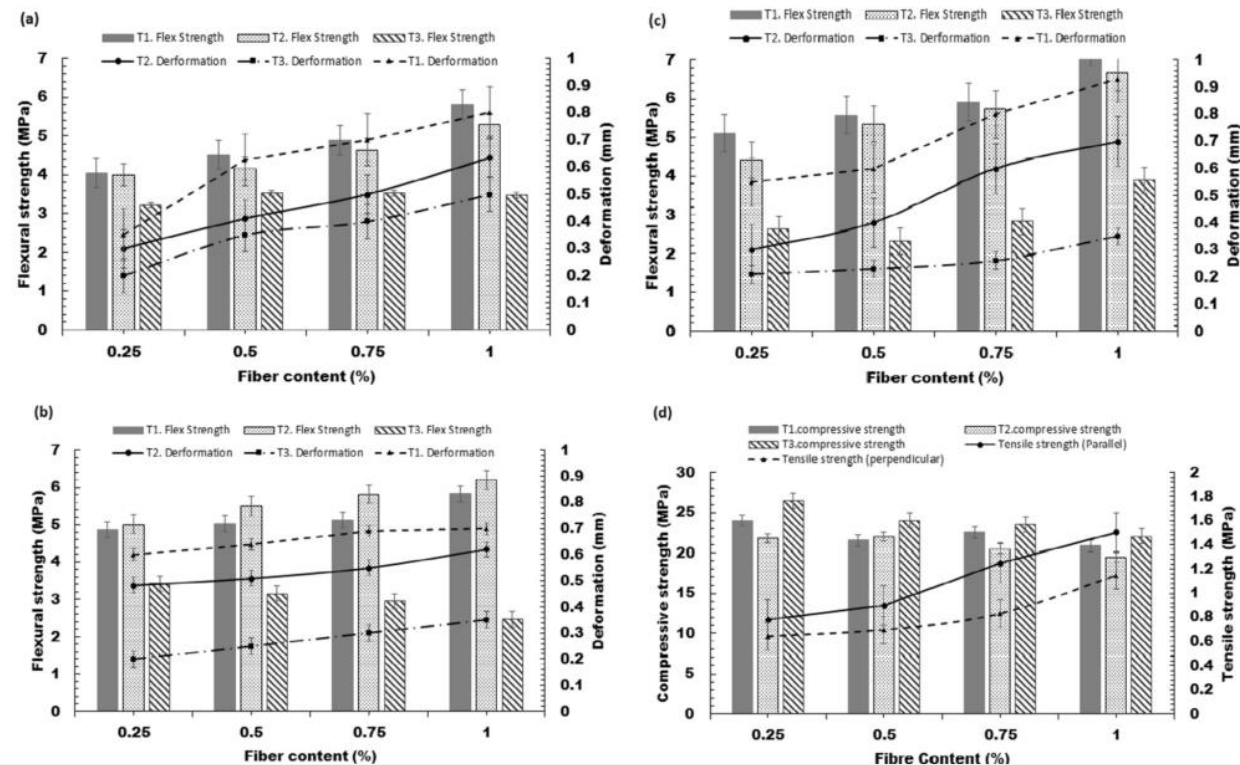 (a)
T1. Flex Strength T2. Flex Strength T3. Flex Strength
T2. Deformation T3. Deformation T1. Deformation
Flexural strength (MPa)
7
6
5
4
3
2
1
0
1
0.9
0.8
0.7
0.6
0.5
0.4
0.3
0.2
0.1
0
Deformation (mm)
0.25 0.5 0.75 1
Fiber content (%)
(c)
T1. Flex Strength T2. Flex Strength T3. Flex Strength
T2. Deformation T3. Deformation T1. Deformation
Flexural strength (MPa)
7
6
5
4
3
2
1
0
1
0.9
0.8
0.7
0.6
0.5
0.4
0.3
0.2
0.1
0
Deformation (mm)
0.25 0.5 0.75 1
Fiber content (%)
(b)
T1. Flex Strength T2. Flex Strength T3. Flex Strength
T2. Deformation T3. Deformation T1. Deformation
Flexural strength (MPa)
7
6
5
4
3
2
1
0
1
0.9
0.8
0.7
0.6
0.5
0.4
0.3
0.2
0.1
0
Deformation (mm)
0.25 0.5 0.75 1
Fiber content (%)
(d)
T1.compressive strength T2.compressive strength
T3.compressive strength Tensile strength (Parallel)
Tensile strength (perpendicular)
Compressive strength (MPa)
30
25
20
15
10
5
0
2
1.8
1.6
1.4
1.2
1
0.8
0.6
0.4
0.2
0
Tensile strength (MPa)
0.25 0.5 0.75 1
Fibre Content (%)